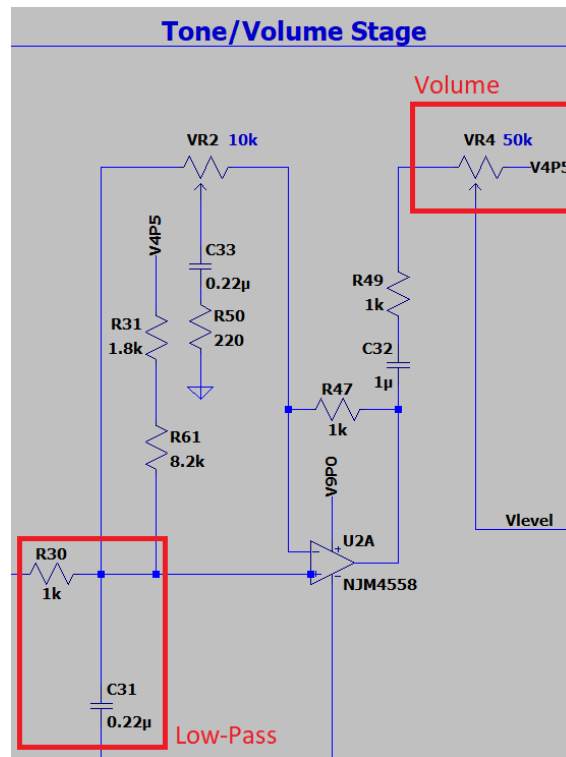 Tone/Volume Stage
Volume
VR2 10k
VR4 50k
V4P5
V4P5
C33
0.22µ
R49
1k
R31
1.8k
R50
220
C32
1µ
R47
1k
R61
8.2k
V9P0
Vlevel
U2A
R30
1k
NJM4558
C31
0.22µ
Low-Pass